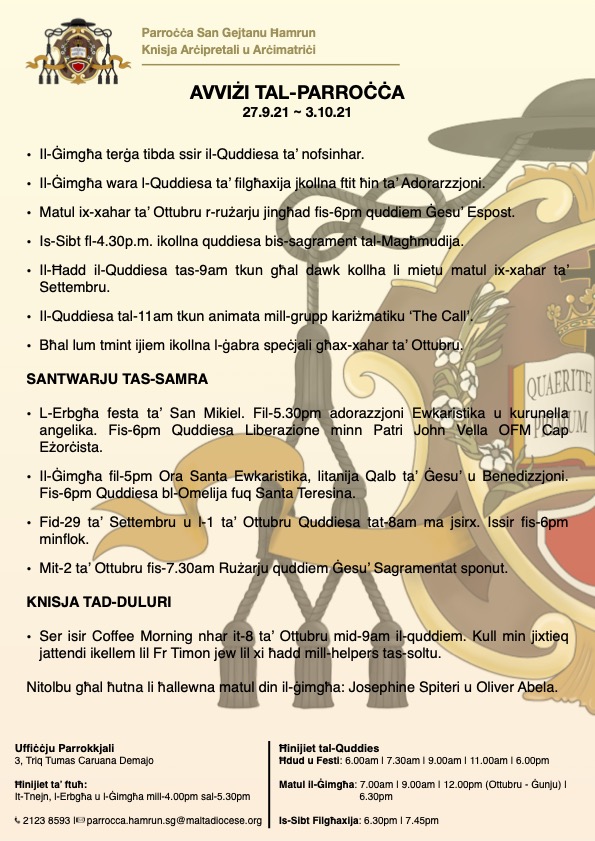 Parroċċa San Gejtanu Ħamrun
Knisja Arċipretali u Arċimatriċi
AVVIŻI TAL-PARROĊĊA
27.9.21 ~ 3.10.21
• Il-Ġimgħa terġa tibda ssir il-Quddiesa ta’ nofsinhar.
• Il-Ġimgħa wara l-Quddiesa ta’ filgħaxija jkollna ftit ħin ta’ Adorarzzjoni.
• Matul ix-xahar ta’ Ottubru r-rużarju jingħad fis-6pm quddiem Ġesu’ Espost.
• Is-Sibt fl-4.30p.m. ikollna quddiesa bis-sagrament tal-Magħmudija.
• Il-Ħadd il-Quddiesa tas-9am tkun għal dawk kollha li mietu matul ix-xahar ta’
Settembru.
• Il-Quddiesa tal-11am tkun animata mill-grupp kariżmatiku ‘The Call’.
• Bħal lum tmint ijiem ikollna l-ġabra speċjali għax-xahar ta’ Ottubru.
SANTWARJU TAS-SAMRA
• L-Erbgħa festa ta’ San Mikiel. Fil-5.30pm adorazzjoni Ewkaristika u kurunella
angelika. Fis-6pm Quddiesa Liberazione minn Patri John Vella OFM Cap
Eżorċista.
• Il-Ġimgħa fil-5pm Ora Santa Ewkaristika, litanija Qalb ta’ Ġesu’ u Benedizzjoni.
Fis-6pm Quddiesa bl-Omelija fuq Santa Teresina.
• Fid-29 ta’ Settembru u l-1 ta’ Ottubru Quddiesa tat-8am ma jsirx. Issir fis-6pm
minflok.
• Mit-2 ta’ Ottubru fis-7.30am Rużarju quddiem Ġesu’ Sagramentat sponut.
KNISJA TAD-DULURI
• Ser isir Coffee Morning nhar it-8 ta’ Ottubru mid-9am il-quddiem. Kull min jixtieq
jattendi ikellem lil Fr Timon jew lil xi ħadd mill-helpers tas-soltu.
Nitolbu għal ħutna li ħallewna matul din il-ġimgħa: Josephine Spiteri u Oliver Abela.
QUAERITE
Uffiċċju Parrokkjali
3, Triq Tumas Caruana Demajo
Ħinijiet ta’ ftuħ:
It-Tnejn, l-Erbgħa u l-Ġimgħa mill-4.00pm sal-5.30pm
2123 8593 | parrocca.hamrun.sg@maltadiocese.org
Ħinijiet tal-Quddies
Ħdud u Festi: 6.00am | 7.30am | 9.00am | 11.00am | 6.00pm
Matul il-Ġimgħa: 7.00am | 9.00am | 12.00pm (Ottubru - Ġunju) |
6.30pm
Is-Sibt Filgħaxija: 6.30pm | 7.45pm